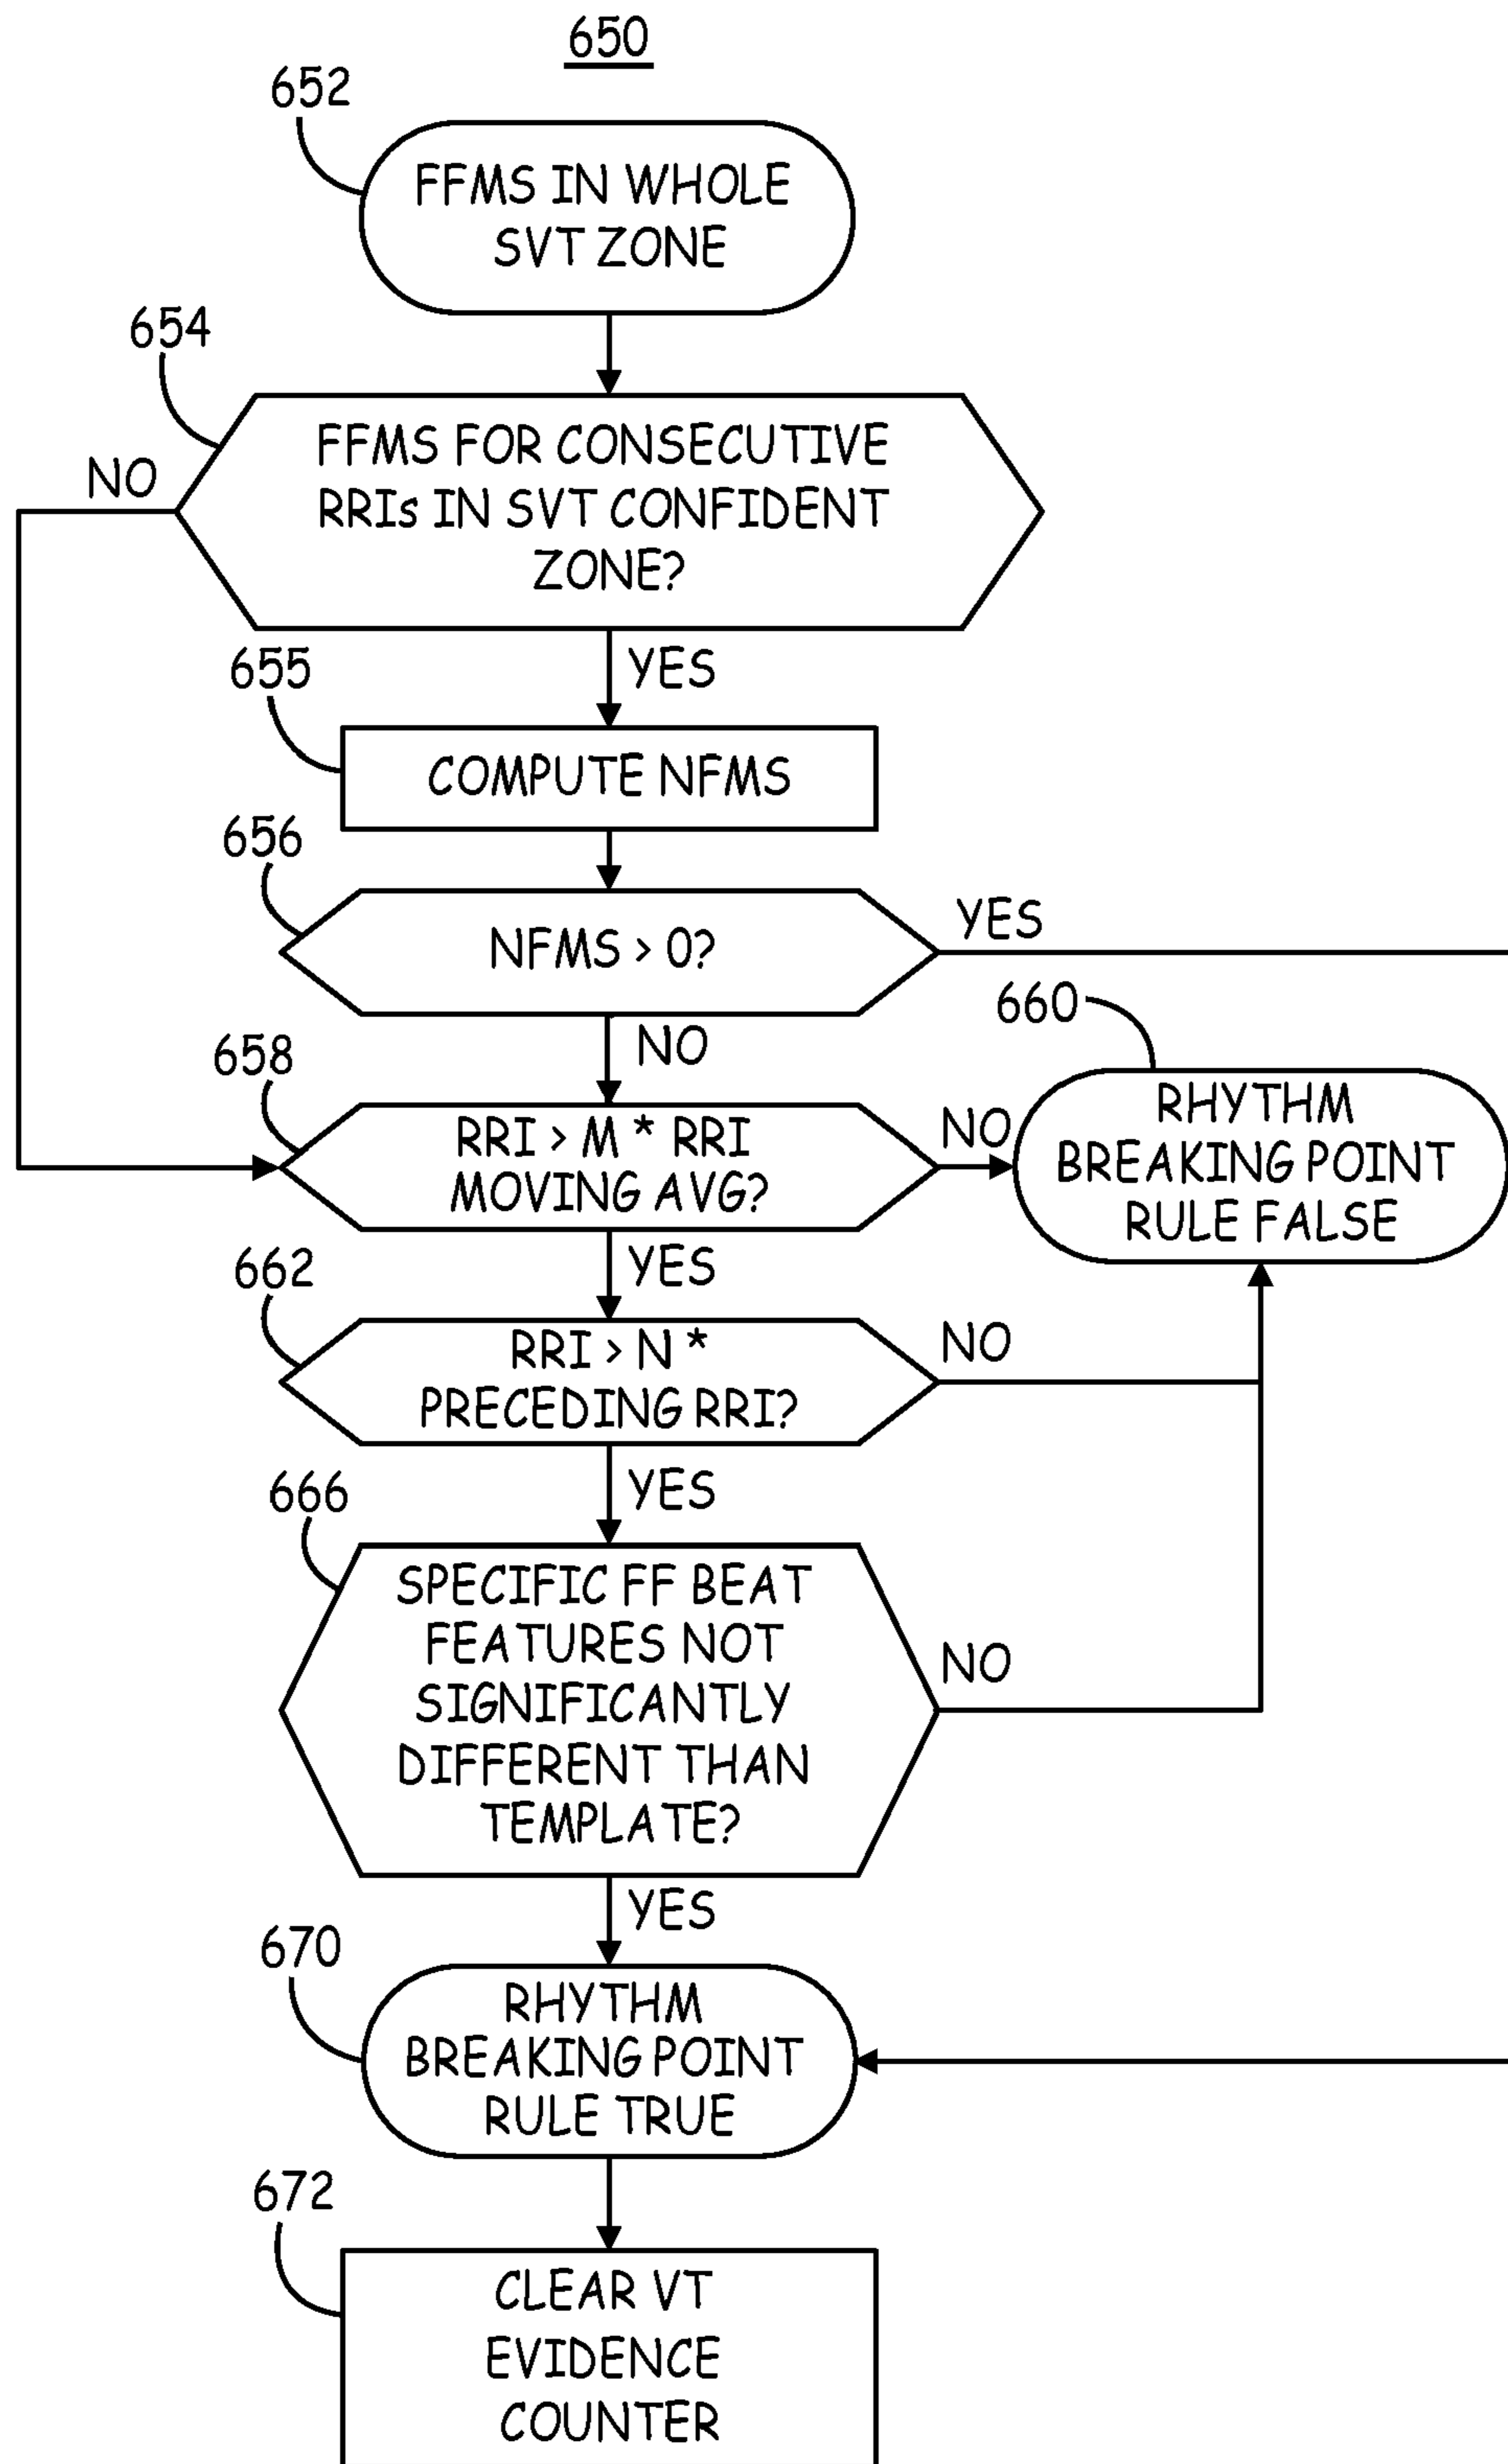 650
652
FFMS IN WHOLE
SVT ZONE
654
FFMS FOR CONSECUTIVE
RRIs IN SVT CONFIDENT
ZONE?
NO
YES
655
COMPUTE NFMS
656
NFMS > 0?
YES
NO
660
RHYTHM
BREAKING POINT
RULE FALSE
658
RRI > M * RRI
MOVING AVG?
NO
YES
662
RRI > N *
PRECEDING RRI?
NO
YES
666
SPECIFIC FF BEAT
FEATURES NOT
SIGNIFICANTLY
DIFFERENT THAN
TEMPLATE?
NO
YES
670
RHYTHM
BREAKING POINT
RULE TRUE
672
CLEAR VT
EVIDENCE
COUNTER